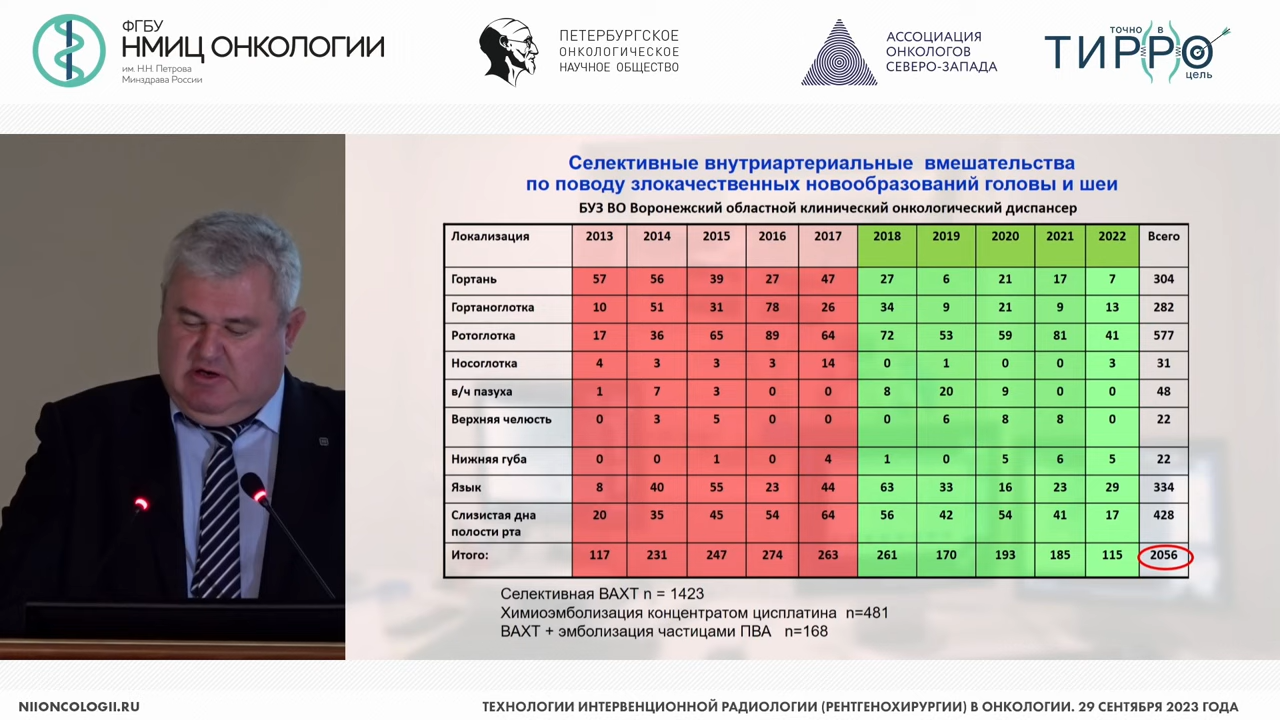 ФГБУ
НМИЦ ОНКОЛОГИИ
им. Н.Н. Петрова
Минздрава России
ПЕТЕРБУРГСКОЕ
ОНКОЛОГИЧЕСКОЕ
НАУЧНОЕ ОБЩЕСТВО
АССОЦИАЦИЯ
ОНКОЛОГОВ
СЕВЕРО-ЗАПАДА
точно в
ТИРРО
цель
Селективные внутриартериальные вмешательства
по поводу злокачественных новообразований головы и шеи
БУЗ ВО Воронежский областной клинический онкологический диспансер
Локализация 2013 2014 2015 2016 2017 2018 2019 2020 2021 2022 Всего
Гортань 57 56 39 27 47 27 6 21 17 7 304
Гортаноглотка 10 51 31 78 26 34 9 21 9 13 282
Ротоглотка 17 36 65 89 64 72 53 59 81 41 577
Носоглотка 4 3 3 3 14 0 1 0 0 3 31
в/ч пазуха 1 7 3 0 0 8 20 9 0 0 48
Верхняя челюсть 0 3 5 0 0 0 6 8 8 0 22
Нижняя губа 0 0 1 0 4 1 0 5 6 5 22
Язык 8 40 55 23 44 63 33 16 23 29 334
Слизистая дна 20 35 45 54 64 56 42 54 41 17 428
полости рта
Итого: 117 231 247 274 263 261 170 193 185 115 2056
Селективная ВАХТ n = 1423
Химиоэмболизация концентратом цисплатина n=481
ВАХТ + эмболизация частицами ПВА n=168
NIIONCOLOGII.RU
ТЕХНОЛОГИИ ИНТЕРВЕНЦИОННОЙ РАДИОЛОГИИ (РЕНТГЕНОХИРУРГИИ) В ОНКОЛОГИИ. 29 СЕНТЯБРЯ 2023 ГОДА